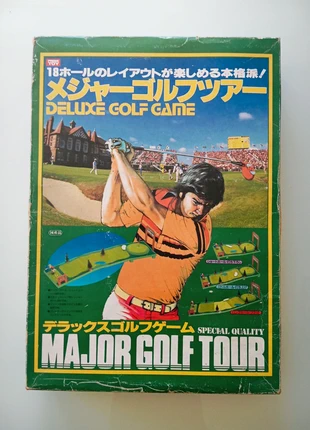 18ホールのレイアウトが楽しめる本格派!
メジャーゴルフツアー
DELUXE GOLF GAME
デラックスゴルフゲーム
SPECIAL QUALITY
MAJOR GOLF TOUR